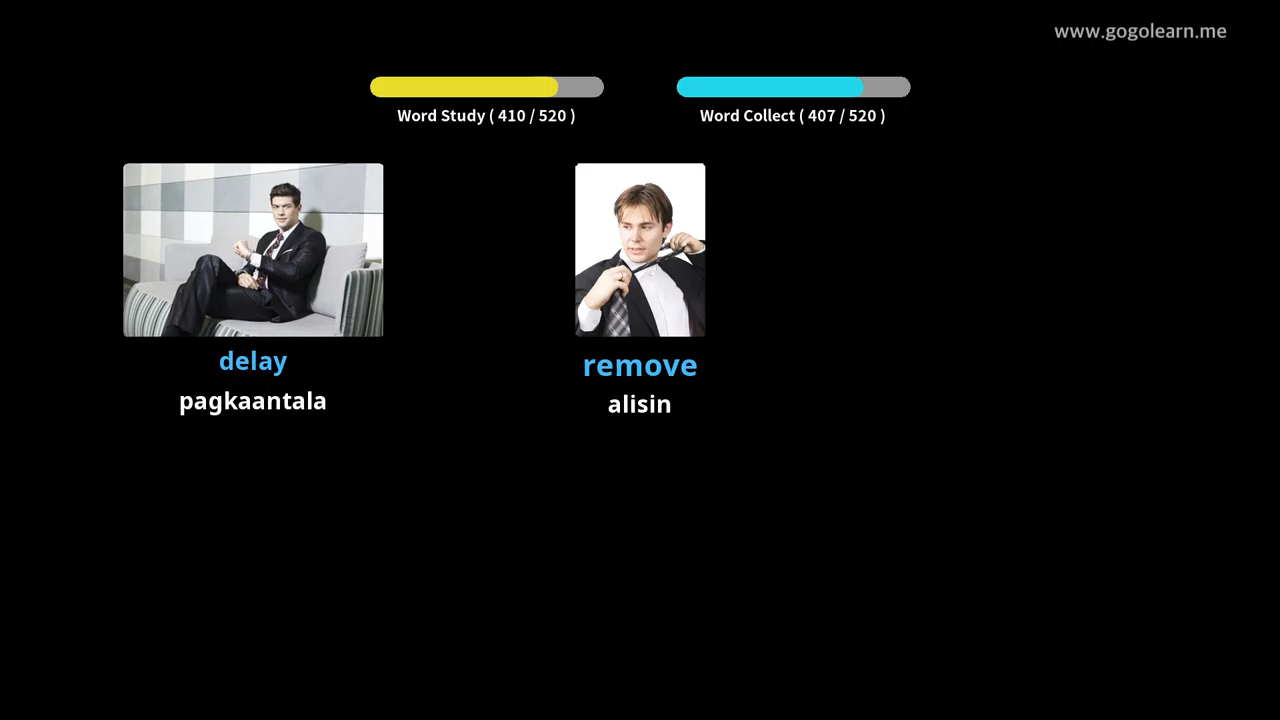 www.gogolearn.me
Word Study ( 410 / 520 )
Word Collect ( 407 / 520 )
delay
pagkaantala
remove
alisin